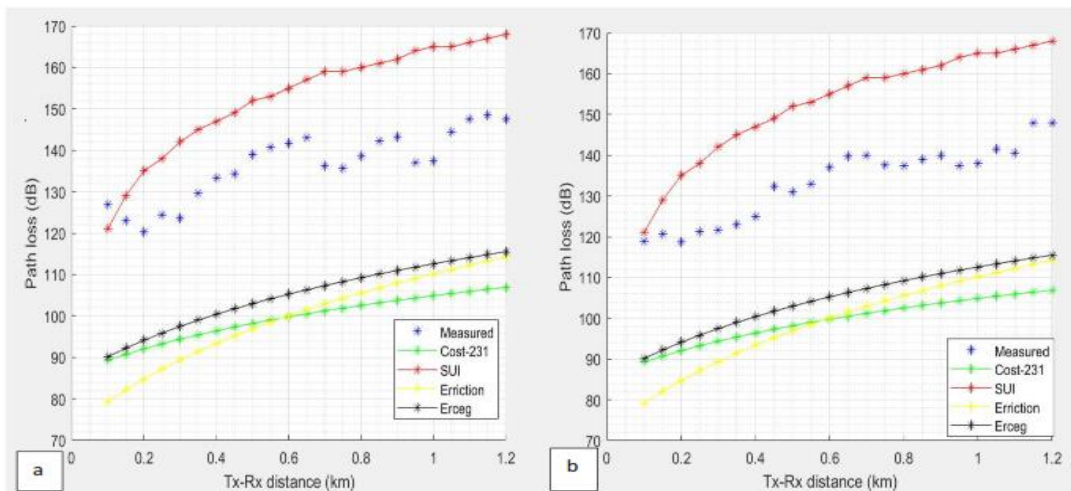 170
160
150
140
130
120
110
100
90
80
70
Path loss (dB)
0
0.2
0.4
0.6
0.8
1
1.2
Tx-Rx distance (km)
Measured
Cost-231
SUI
Erriction
Erceg
a
170
160
150
140
130
120
110
100
90
80
70
Path loss (dB)
0
0.2
0.4
0.6
0.8
1
1.2
Tx-Rx distance (km)
Measured
Cost-231
SUI
Erriction
Erceg
b